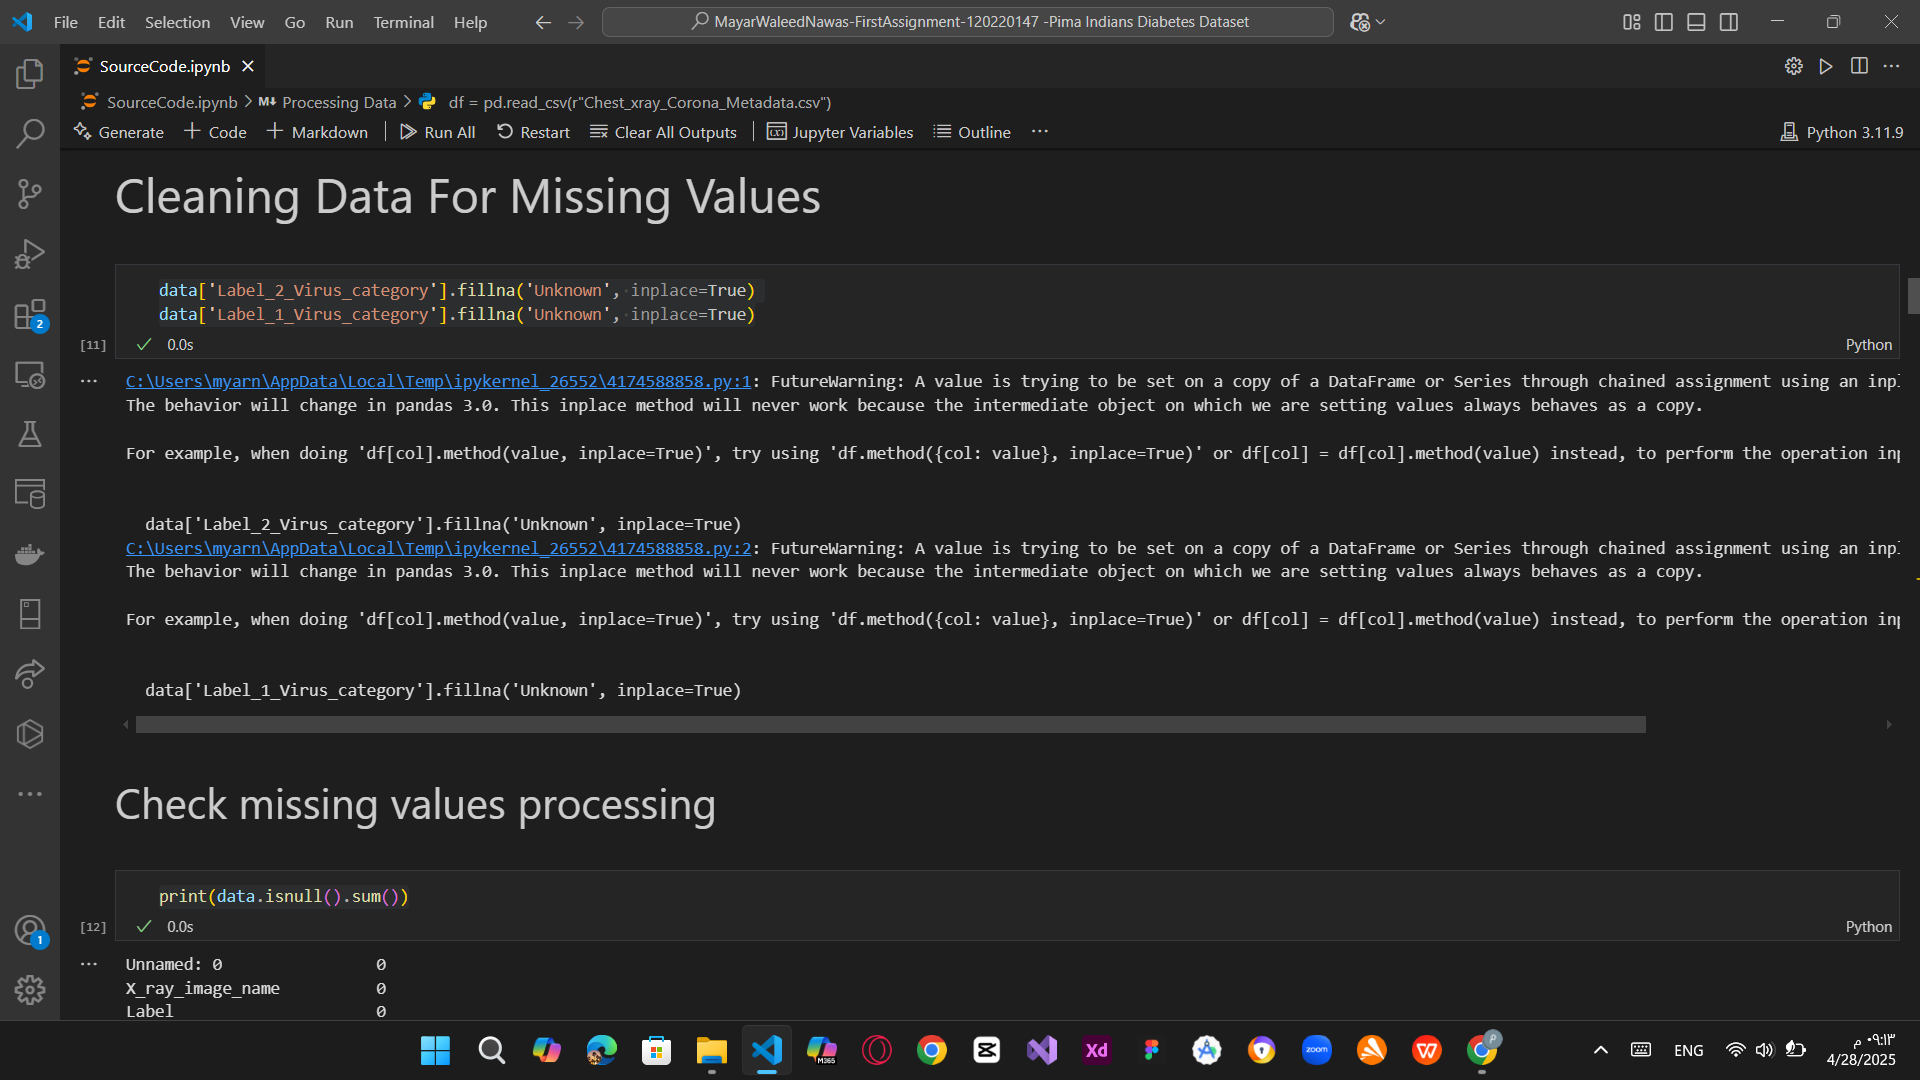 File Edit Selection View Go Run Terminal Help
MayarWaleedNawas-FirstAssignment-120220147 -Pima Indians Diabetes Dataset
SourceCode.ipynb
SourceCode.ipynb > M↓ Processing Data > df = pd.read_csv(r"Chest_xray_Corona_Metadata.csv")
Generate + Code + Markdown Run All Restart Clear All Outputs Jupyter Variables Outline ... Python 3.11.9
Cleaning Data For Missing Values
data['Label_2_Virus_category'].fillna('Unknown', inplace=True)
data['Label_1_Virus_category'].fillna('Unknown', inplace=True)
[11] 0.0s Python
C:\Users\myarn\AppData\Local\Temp\ipykernel_26552\4174588858.py:1: FutureWarning: A value is trying to be set on a copy of a DataFrame or Series through chained assignment using an
The behavior will change in pandas 3.0. This inplace method will never work because the intermediate object on which we are setting values always behaves as a copy.
For example, when doing 'df[col].method(value, inplace=True)', try using 'df.method({col: value}, inplace=True)' or df[col] = df[col].method(value) instead, to perform the operation
data['Label_2_Virus_category'].fillna('Unknown', inplace=True)
C:\Users\myarn\AppData\Local\Temp\ipykernel_26552\4174588858.py:2: FutureWarning: A value is trying to be set on a copy of a DataFrame or Series through chained assignment using an
The behavior will change in pandas 3.0. This inplace method will never work because the intermediate object on which we are setting values always behaves as a copy.
For example, when doing 'df[col].method(value, inplace=True)', try using 'df.method({col: value}, inplace=True)' or df[col] = df[col].method(value) instead, to perform the operation
data['Label_1_Virus_category'].fillna('Unknown', inplace=True)
Check missing values processing
print(data.isnull().sum())
[12] 0.0s Python
Unnamed: 0 0
X_ray_image_name 0
Label 0
2
1
M365
Xd
zoom
P
ENG
٠٩:١٣ م
4/28/2025